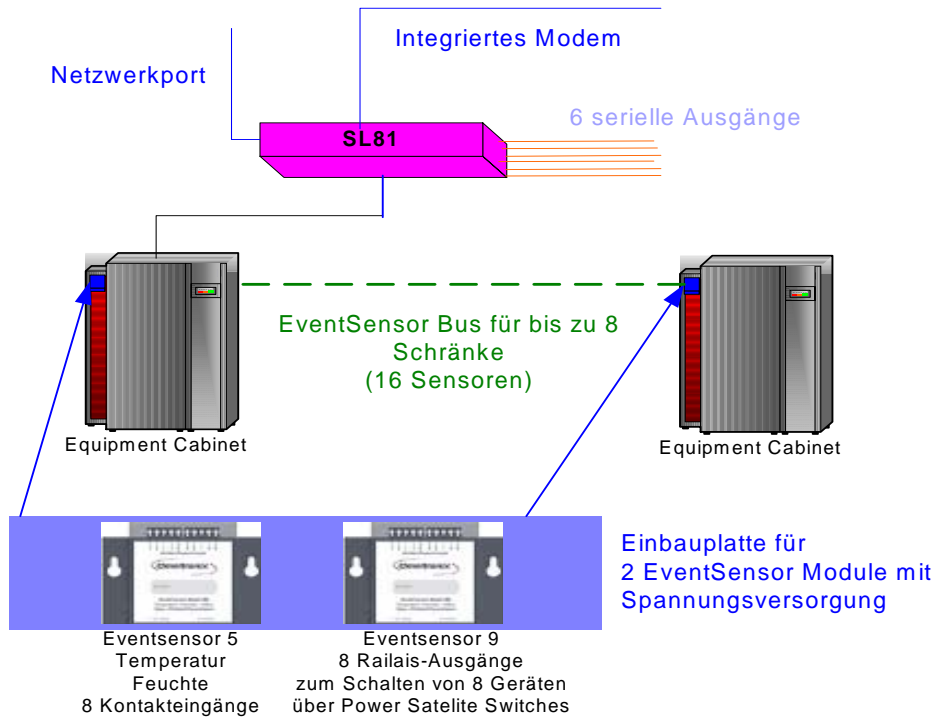 Integriertes Modem
Netzwerkport
6 serielle Ausgänge
SL81
EventSensor Bus für bis zu 8
Schränke
(16 Sensoren)
Equipment Cabinet
Equipment Cabinet
Einbauplatte für
2 EventSensor Module mit
Spannungsversorgung
Eventsensor 5
Temperatur
Feuchte
8 Kontakteingänge
Eventsensor 9
8 Railais-Ausgänge
zum Schalten von 8 Geräten
über Power Satelite Switches